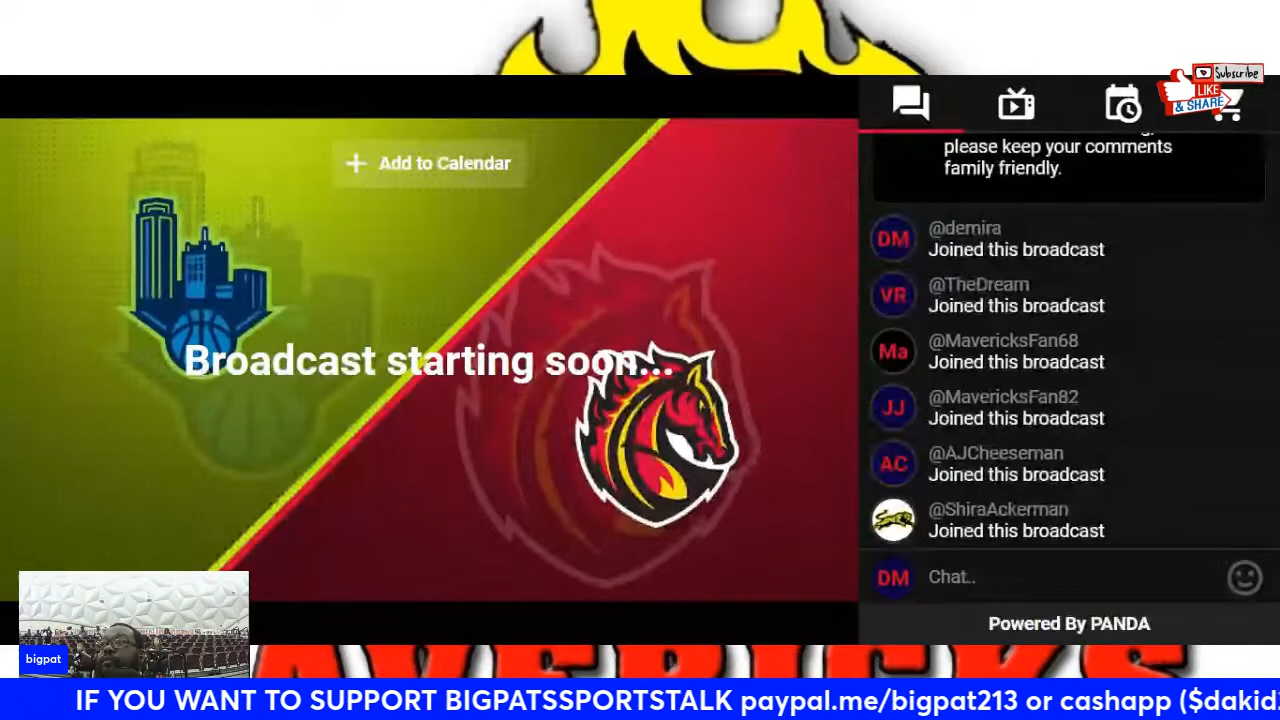 Subscribe
LIKE
& SHARE
+ Add to Calendar
please keep your comments
family friendly.
DM
@demira
Joined this broadcast
VR
@TheDream
Joined this broadcast
Ma
@MavericksFan68
Joined this broadcast
JJ
@MavericksFan82
Joined this broadcast
AC
@AJCheeseman
Joined this broadcast
@ShiraAckerman
Joined this broadcast
Broadcast starting soon...
DM
Chat..
Powered By PANDA
bigpat
AVERICKS
IF YOU WANT TO SUPPORT BIGPATSSPORTSTALK paypal.me/bigpat213 or cashapp ($dakid